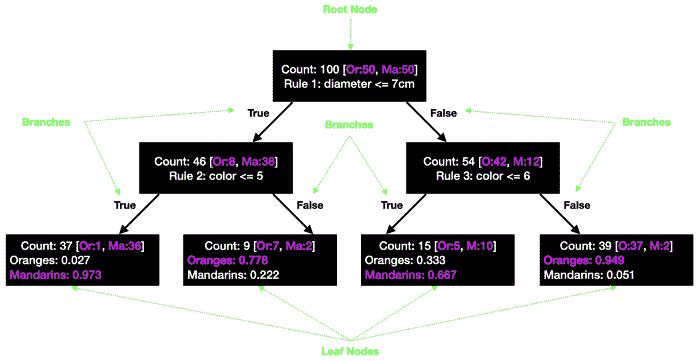 Root Node
Count: 100 [Or:50, Ma:50]
Rule 1: diameter <= 7cm
True
False
Branches
Branches
Branches
Count: 46 [Or:8, Ma:38]
Rule 2: color <= 5
Count: 54 [O:42, M:12]
Rule 3: color <= 6
True
False
True
False
Count: 37 [Or:1, Ma:36]
Oranges: 0.027
Mandarins: 0.973
Count: 9 [Or:7, Ma:2]
Oranges: 0.778
Mandarins: 0.222
Count: 15 [Or:5, M:10]
Oranges: 0.333
Mandarins: 0.667
Count: 39 [O:37, M:2]
Oranges: 0.949
Mandarins: 0.051
Leaf Nodes